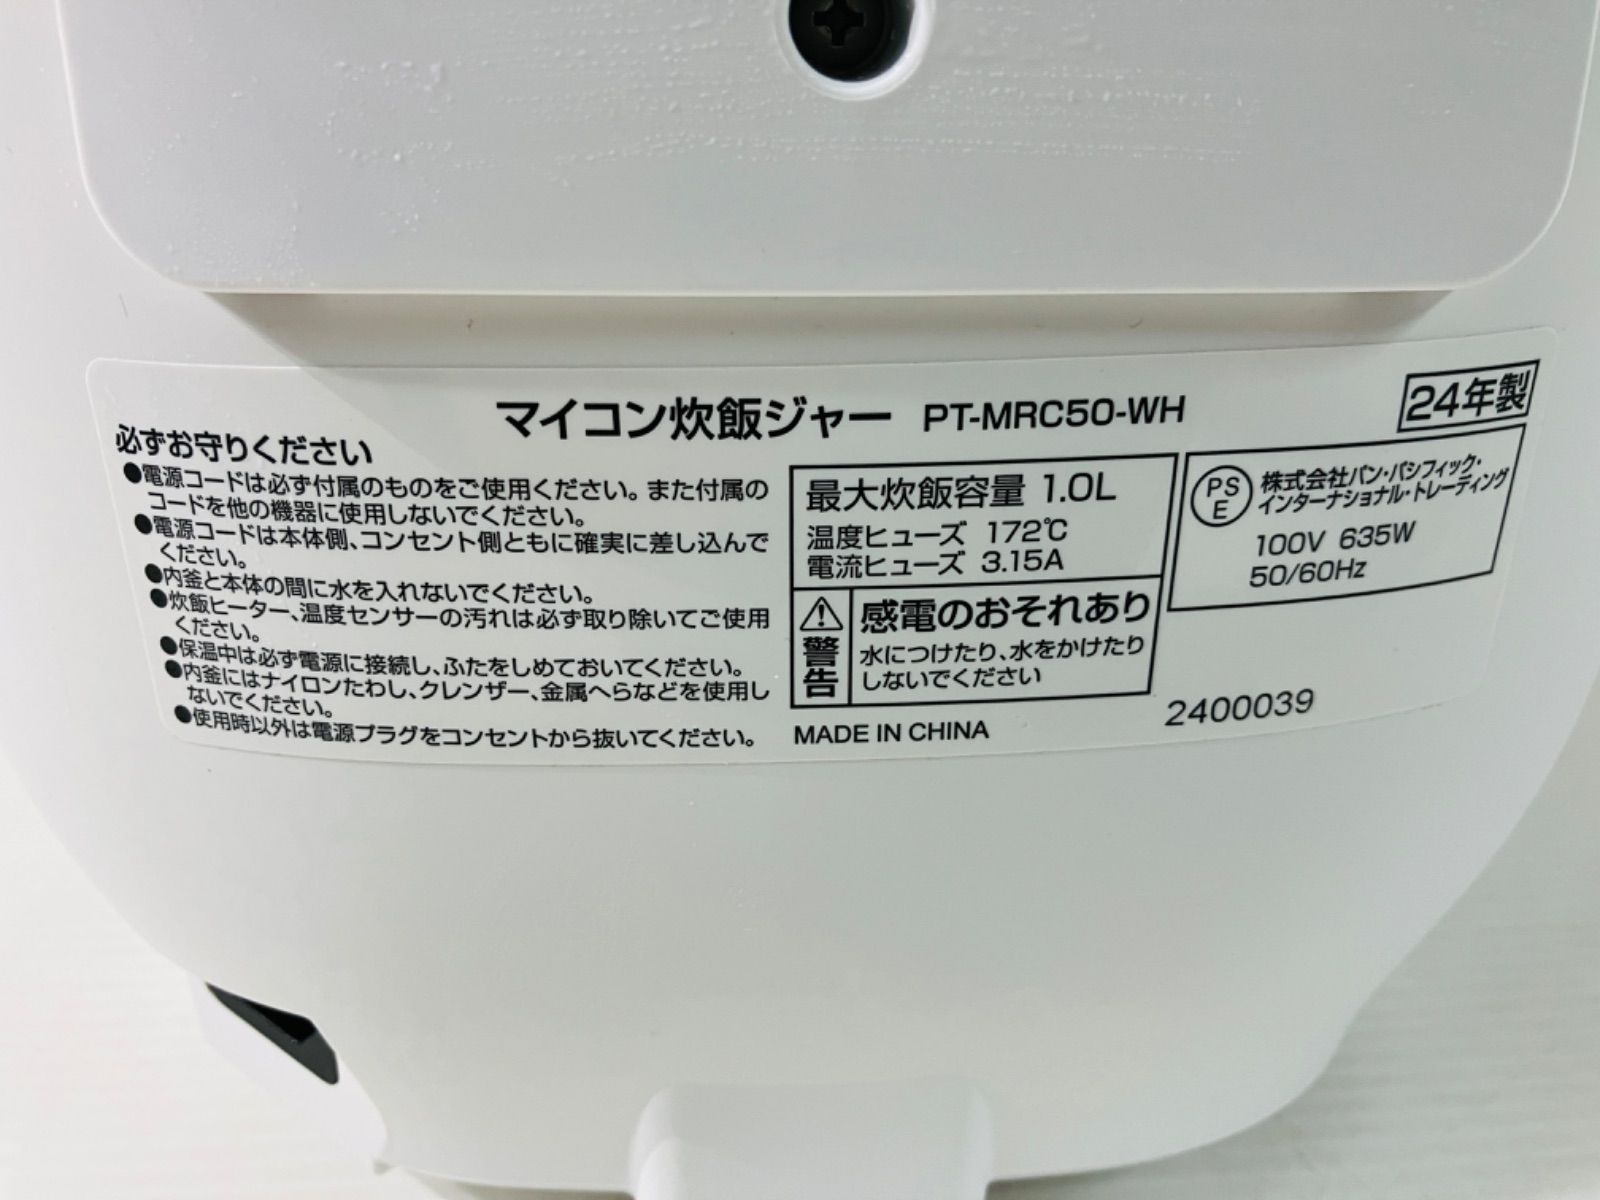 マイコン炊飯ジャー PT-MRC50-WH
24年製
必ずお守りください
●電源コードは必ず付属のものをご使用ください。また付属の
コードを他の機器に使用しないでください。
●電源コードは本体側、コンセント側ともに確実に差し込んで
ください。
●内釜と本体の間に水を入れないでください。
●炊飯ヒーター、温度センサーの汚れは必ず取り除いてご使用
ください。
●保温中は必ず電源に接続し、ふたをしめておいてください。
●内釜にはナイロンたわし、クレンザー、金属へらなどを使用し
ないでください。
●使用時以外は電源プラグをコンセントから抜いてください。
最大炊飯容量 1.0L
温度ヒューズ 172℃
電流ヒューズ 3.15A
警告
感電のおそれあり
水につけたり、水をかけたり
しないでください
MADE IN CHINA
PS
E
株式会社パン・パシフィック・
インターナショナル・トレーディング
100V 635W
50/60Hz
2400039